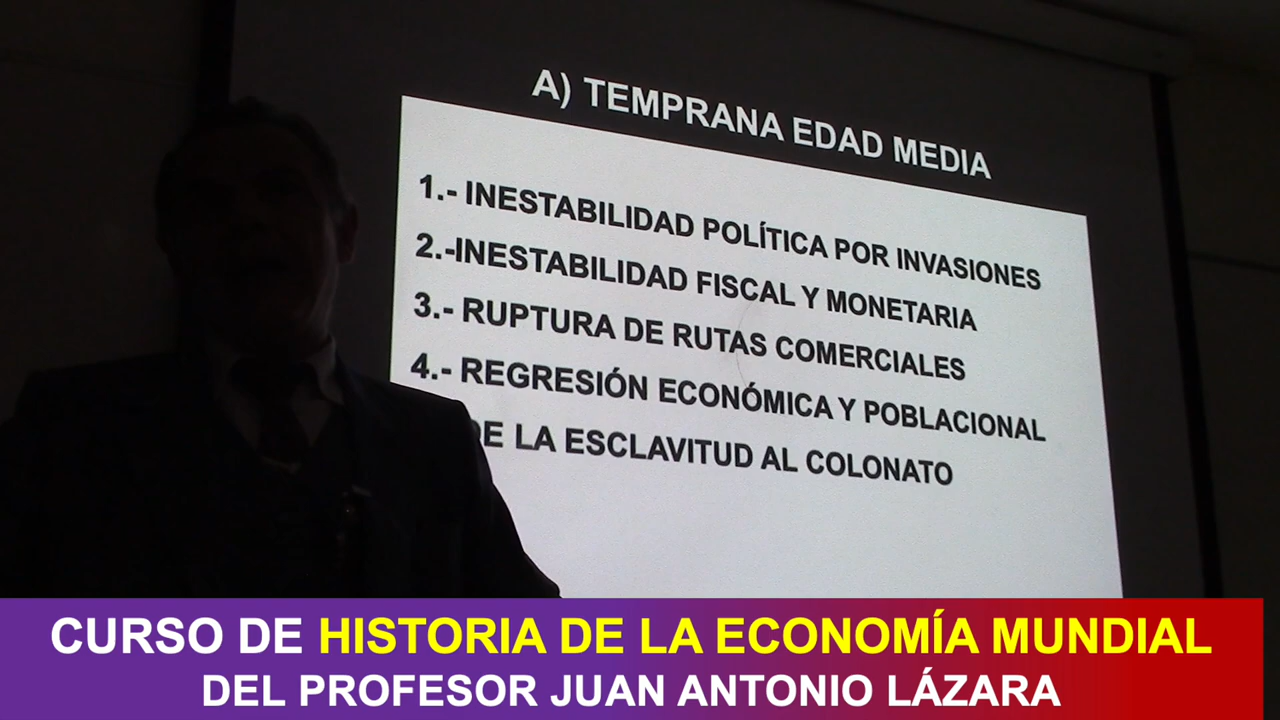 A) TEMPRANA EDAD MEDIA
1.- INESTABILIDAD POLÍTICA POR INVASIONES
2.-INESTABILIDAD FISCAL Y MONETARIA
3.- RUPTURA DE RUTAS COMERCIALES
4.- REGRESIÓN ECONÓMICA Y POBLACIONAL
DE LA ESCLAVITUD AL COLONATO
CURSO DE HISTORIA DE LA ECONOMÍA MUNDIAL
DEL PROFESOR JUAN ANTONIO LÁZARA